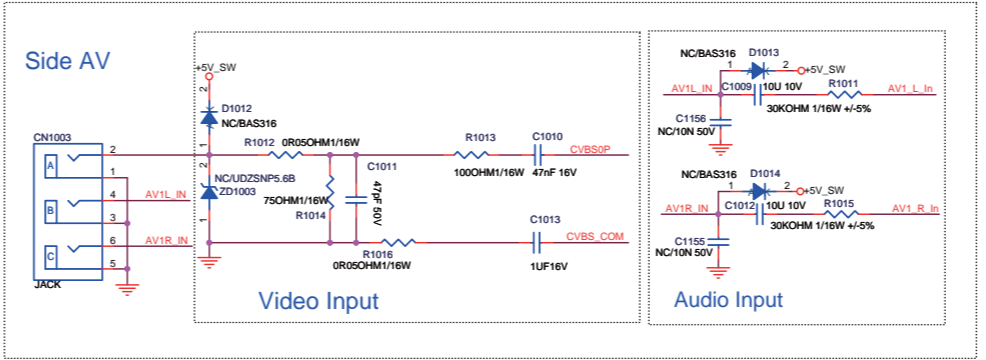 Side AV
CN1003
A
B
C
JACK
2
1
4
3
6
5
AV1L_IN
AV1R_IN
+5V_SW
2
D1012
NC/BAS316
1
R1012
0R05OHM1/16W
2
NC/UDZSNP5.6B
ZD1003
1
75OHM1/16W
R1014
C1011
47pF 50V
R1013
100OHM1/16W
C1010
47nF 16V
CVBS0P
R1016
0R05OHM1/16W
C1013
1UF16V
CVBS_COM
Video Input
NC/BAS316
D1013
1
2
+5V_SW
AV1L_IN
C1009
10U 10V
R1011
AV1_L_In
30KOHM 1/16W +/-5%
C1156
NC/10N 50V
NC/BAS316
D1014
1
2
+5V_SW
AV1R_IN
C1012
10U 10V
R1015
AV1_R_In
30KOHM 1/16W +/-5%
C1155
NC/10N 50V
Audio Input